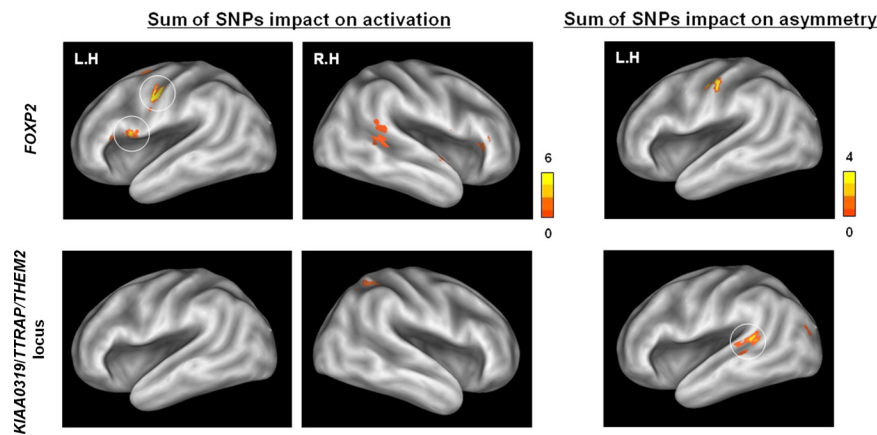 Sum of SNPs impact on activation
Sum of SNPs impact on asymmetry
FOXP2
L.H
R.H
6
0
L.H
4
0
KIAA0319/TTRAP/THEM2
locus